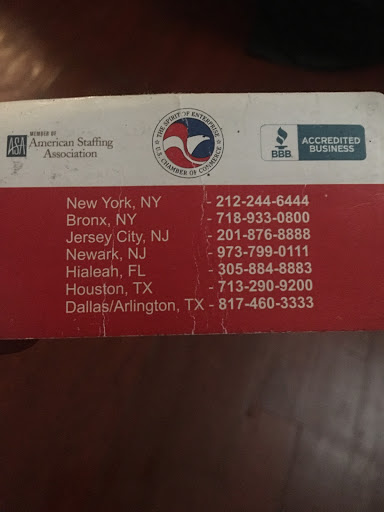 MEMBER OF
ASA American Staffing
Association
THE SPIRIT OF ENTERPRISE
U.S. CHAMBER OF COMMERCE
BBB
ACCREDITED
BUSINESS
New York, NY - 212-244-6444
Bronx, NY - 718-933-0800
Jersey City, NJ - 201-876-8888
Newark, NJ - 973-799-0111
Hialeah, FL - 305-884-8883
Houston, TX - 713-290-9200
Dallas/Arlington, TX - 817-460-3333